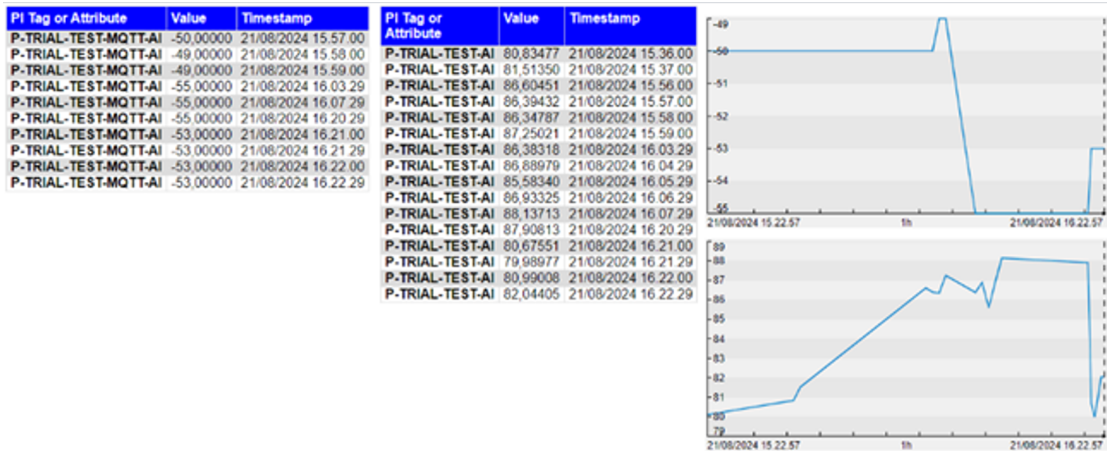 PI Tag or Attribute Value Timestamp
P-TRIAL-TEST-MQTT-AI -50,00000 21/08/2024 15.57.00
P-TRIAL-TEST-MQTT-AI -49,00000 21/08/2024 15.58.00
P-TRIAL-TEST-MQTT-AI -49,00000 21/08/2024 15.59.00
P-TRIAL-TEST-MQTT-AI -55,00000 21/08/2024 16.03.29
P-TRIAL-TEST-MQTT-AI -55,00000 21/08/2024 16.07.29
P-TRIAL-TEST-MQTT-AI -55,00000 21/08/2024 16.20.29
P-TRIAL-TEST-MQTT-AI -53,00000 21/08/2024 16.21.00
P-TRIAL-TEST-MQTT-AI -53,00000 21/08/2024 16.21.29
P-TRIAL-TEST-MQTT-AI -53,00000 21/08/2024 16.22.00
P-TRIAL-TEST-MQTT-AI -53,00000 21/08/2024 16.22.29
PI Tag or Attribute Value Timestamp
P-TRIAL-TEST-AI 80,83477 21/08/2024 15.36.00
P-TRIAL-TEST-AI 81,51350 21/08/2024 15.37.00
P-TRIAL-TEST-AI 86,60451 21/08/2024 15.56.00
P-TRIAL-TEST-AI 86,39432 21/08/2024 15.57.00
P-TRIAL-TEST-AI 86,34787 21/08/2024 15.58.00
P-TRIAL-TEST-AI 87,25021 21/08/2024 15.59.00
P-TRIAL-TEST-AI 86,38318 21/08/2024 16.03.29
P-TRIAL-TEST-AI 86,88979 21/08/2024 16.04.29
P-TRIAL-TEST-AI 85,58340 21/08/2024 16.05.29
P-TRIAL-TEST-AI 86,93325 21/08/2024 16.06.29
P-TRIAL-TEST-AI 88,13713 21/08/2024 16.07.29
P-TRIAL-TEST-AI 87,90813 21/08/2024 16.20.29
P-TRIAL-TEST-AI 80,67551 21/08/2024 16.21.00
P-TRIAL-TEST-AI 79,98977 21/08/2024 16.21.29
P-TRIAL-TEST-AI 80,99008 21/08/2024 16.22.00
P-TRIAL-TEST-AI 82,04405 21/08/2024 16.22.29
-49
-50
-51
-52
-53
-54
-55
21/08/2024 15.22.57 1h 21/08/2024 16.22.57
89
88
87
86
85
84
83
82
81
80
79
21/08/2024 15.22.57 1h 21/08/2024 16.22.57